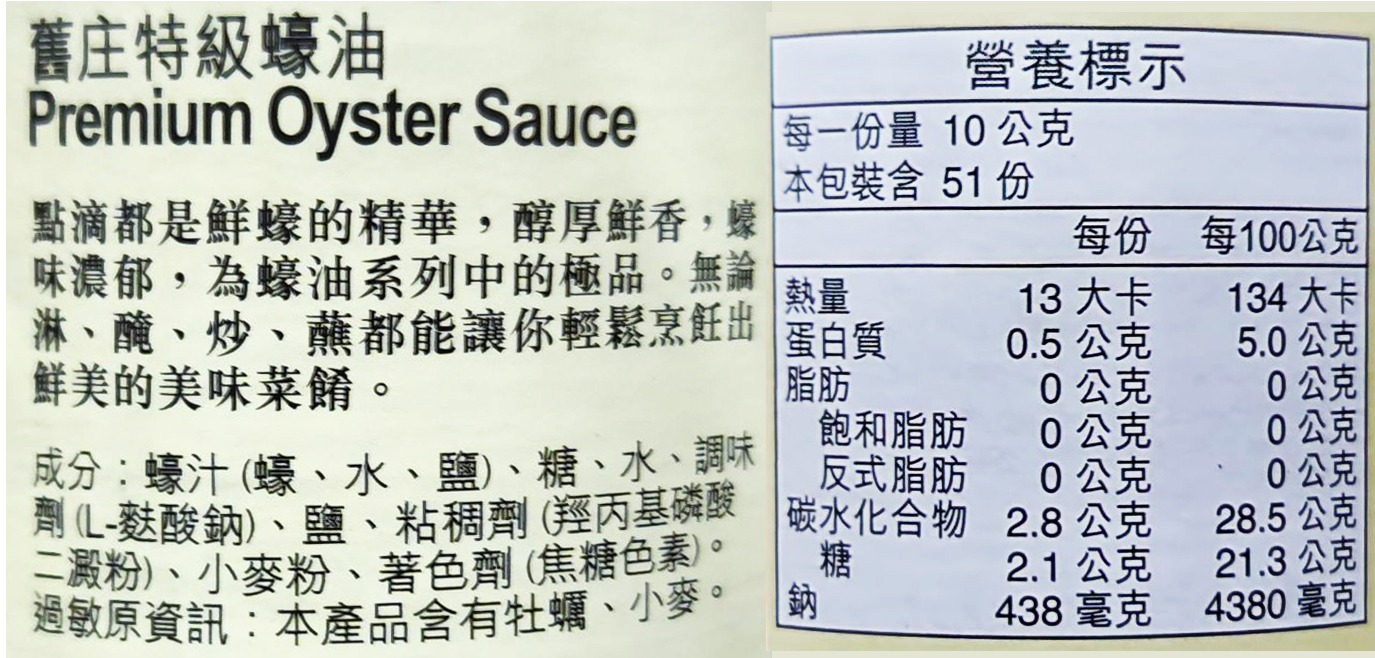 舊庄特級蠔油
Premium Oyster Sauce
點滴都是鮮蠔的精華，醇厚鮮香，蠔
味濃郁，為蠔油系列中的極品。無論
淋、醃、炒、蘸都能讓你輕鬆烹飪出
鮮美的美味菜餚。
成分：蠔汁 (蠔、水、鹽)、糖、水、調味
劑 (L-麩酸鈉)、鹽、粘稠劑 (羥丙基磷酸
二澱粉)、小麥粉、著色劑 (焦糖色素)。
過敏原資訊：本產品含有牡蠣、小麥。
營養標示
每一份量 10 公克
本包裝含 51 份
每份 每100公克
熱量 13 大卡 134 大卡
蛋白質 0.5 公克 5.0 公克
脂肪 0 公克 0 公克
飽和脂肪 0 公克 0 公克
反式脂肪 0 公克 0 公克
碳水化合物 2.8 公克 28.5 公克
糖 2.1 公克 21.3 公克
鈉 438 毫克 4380 毫克